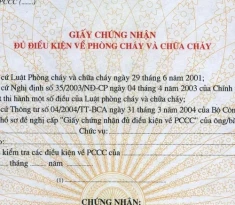 PCCC (......)
GIẤY CHỨNG NHẬN
ĐỦ ĐIỀU KIỆN VỀ PHÒNG CHÁY VÀ CHỮA CHÁY
cứ Luật Phòng cháy và chữa cháy ngày 29 tháng 6 năm 2001;
cứ Nghị định số 35/2003/NĐ-CP ngày 04 tháng 4 năm 2003 của Chính
t thi hành một số điều của Luật Phòng cháy và chữa cháy;
cứ Thông tư số 04/2004/TT-BCA ngày 31 tháng 3 năm 2004 của Bộ Côn
hồ sơ đề nghị cấp "Giấy chứng nhận đủ điều kiện về PCCC" của ông/bà
Chức vụ:
kiểm tra các điều kiện về PCCC của
tháng ...... năm
(1)
CHỨNG NHẬN: